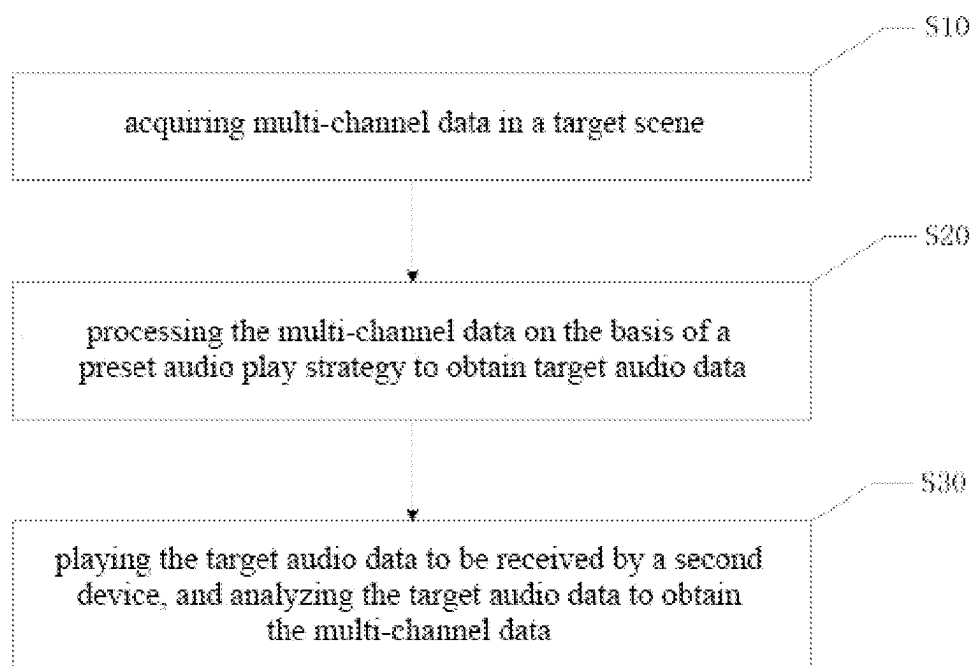 S10
acquiring multi-channel data in a target scene
S20
processing the multi-channel data on the basis of a
preset audio play strategy to obtain target audio data
S30
playing the target audio data to be received by a second
device, and analyzing the target audio data to obtain
the multi-channel data